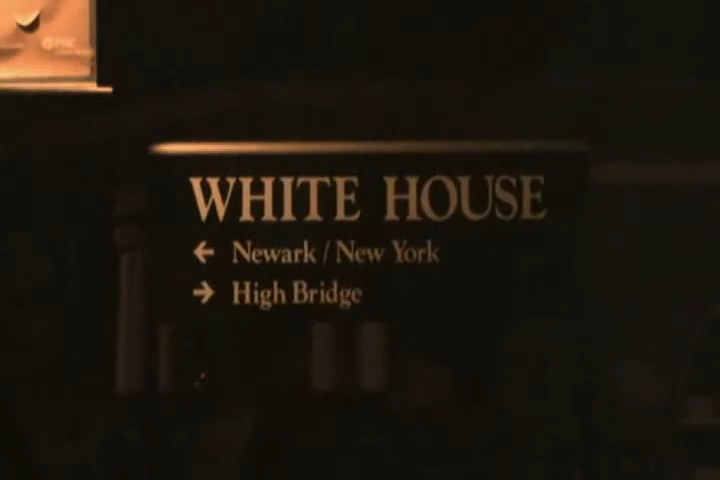 WHITE HOUSE
← Newark / New York
→ High Bridge